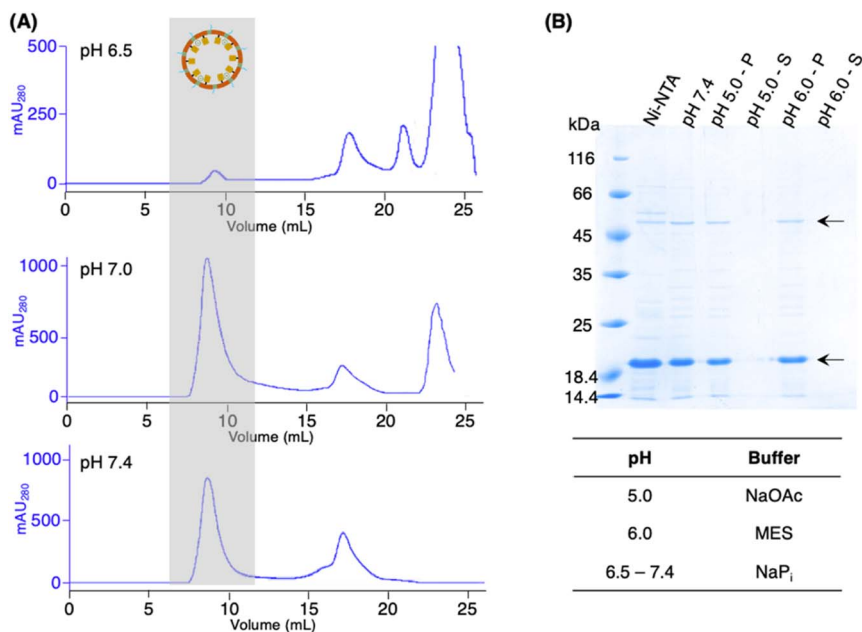 (A)
pH 6.5
500
250
0
mAU280
0 5 10 15 20 25
Volume (mL)
pH 7.0
1000
500
0
mAU280
0 5 10 15 20 25
Volume (mL)
pH 7.4
1000
500
0
mAU280
0 5 10 15 20 25
Volume (mL)
(B)
Ni-NTA
pH 7.4
pH 5.0 - P
pH 5.0 - S
pH 6.0 - P
pH 6.0 - S
kDa
116
66
45
35
25
18.4
14.4
pH Buffer
5.0 NaOAc
6.0 MES
6.5 – 7.4 NaPi